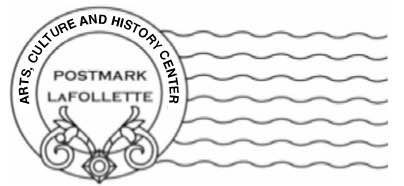 ARTS, CULTURE AND HISTORY CENTER
POSTMARK
LAFOLLETTE